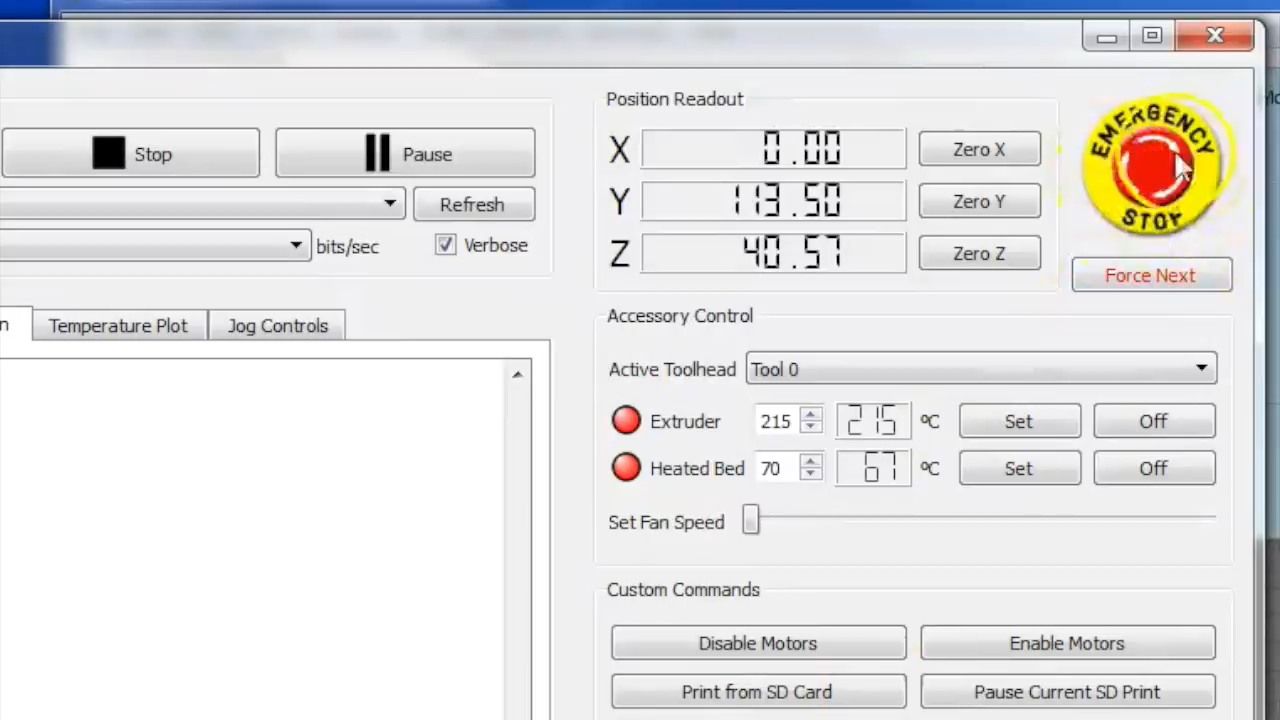 Position Readout
EMERGENCY
STOP
Stop
Pause
X
0.00
Zero X
Refresh
Y
113.50
Zero Y
bits/sec
Verbose
Z
40.57
Zero Z
Force Next
n
Temperature Plot
Jog Controls
Accessory Control
Active Toolhead
Tool 0
Extruder
215
215
ºC
Set
Off
Heated Bed
70
67
ºC
Set
Off
Set Fan Speed
Custom Commands
Disable Motors
Enable Motors
Print from SD Card
Pause Current SD Print